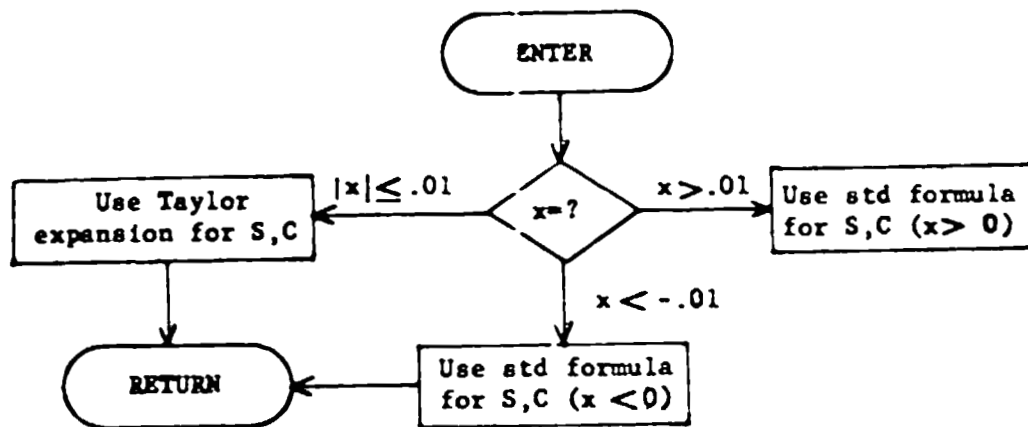 ENTER
|x|≤ .01
x=?
x>.01
Use Taylor
expansion for S,C
Use std formula
for S,C (x> 0)
x < -.01
RETURN
Use std formula
for S,C (x <0)